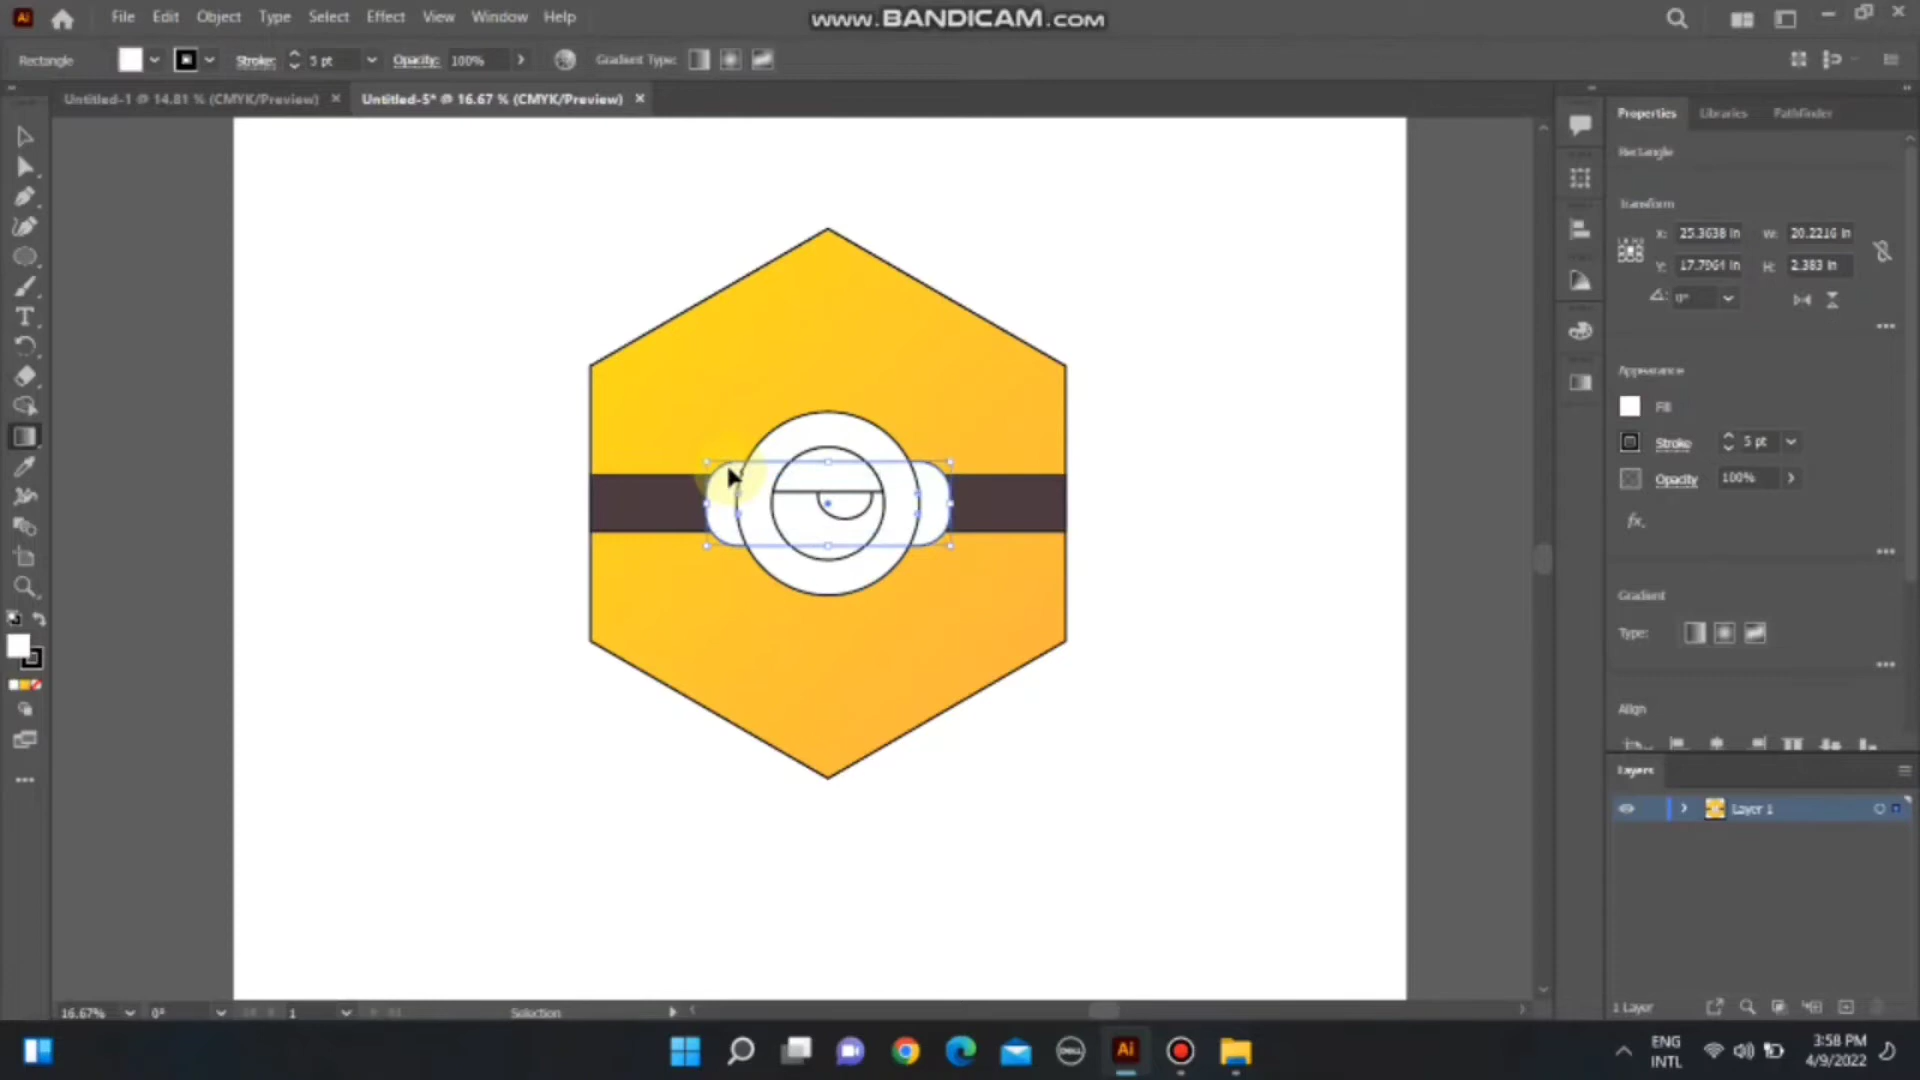 File Edit Object Type Select Effect View Window Help
www.BANDICAM.com
Rectangle Stroke: 5 pt Opacity: 100% Gradient Type:
Untitled-1 @ 14.81 % (CMYK/Preview) × Untitled-5* @ 16.67 % (CMYK/Preview) ×
Properties Libraries Pathfinder
Rectangle
Transform
X: 25.3638 in W: 20.2216 in
Y: 17.7964 in H: 2.383 in
0°
Appearance
Fill
Stroke 5 pt
Opacity 100%
fx.
Gradient
Type:
Align
Layers
Layer 1
1 Layer
16.67% 0° 1 Selection
Ai
DELL
ENG
INTL
3:58 PM
4/9/2022